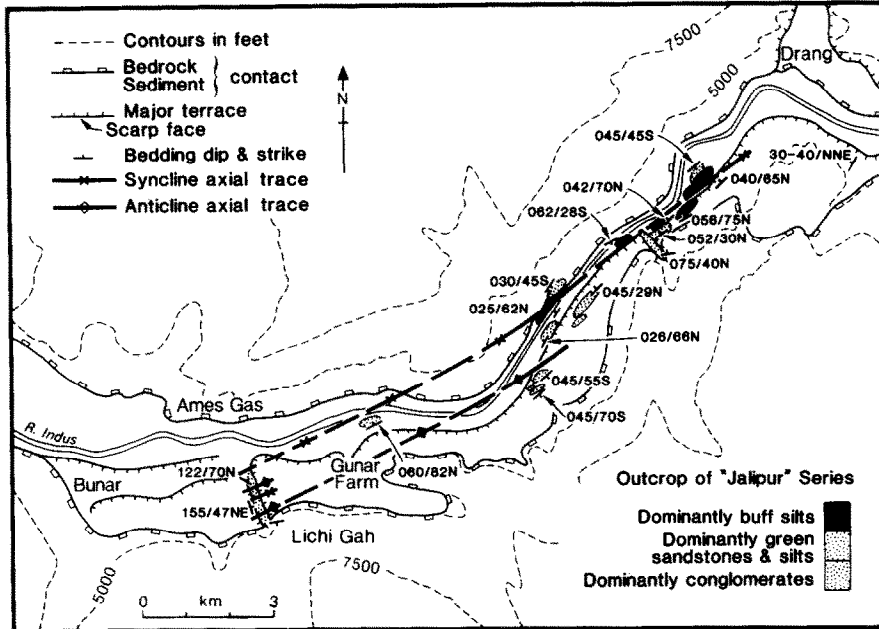 Contours in feet
Bedrock
Sediment
contact
Major terrace
Scarp face
Bedding dip & strike
Syncline axial trace
Anticline axial trace
N
7500
5000
Drang
045/45S
30-40/NNE
040/65N
042/70N
062/28S
056/75N
052/30N
075/40N
030/45S
045/29N
025/62N
026/66N
045/55S
045/70S
Ames Gas
R. Indus
122/70N
Gunar
Farm
060/82N
Bunar
155/47NE
Lichi Gah
7500
5000
0 km 3
Outcrop of "Jalipur" Series
Dominantly buff silts
Dominantly green
sandstones & silts
Dominantly conglomerates